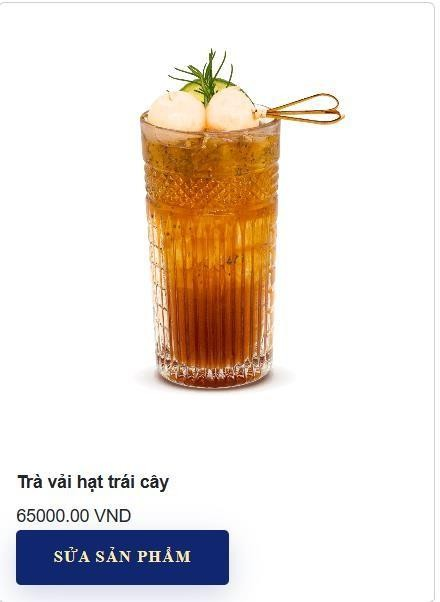 Trà vải hạt trái cây
65000.00 VND
SỬA SẢN PHẨM